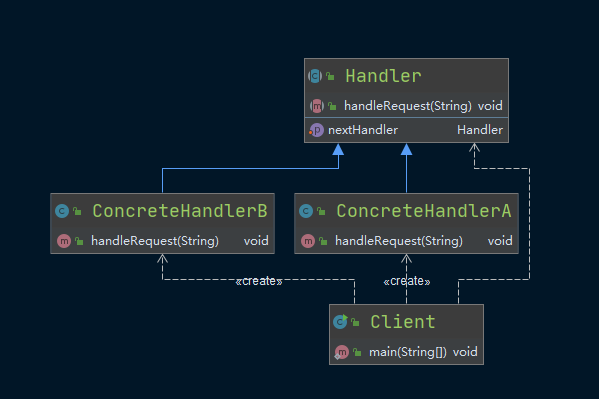 Handler
handleRequest(String) void
nextHandler Handler
ConcreteHandlerB
handleRequest(String) void
ConcreteHandlerA
handleRequest(String) void
«create»
«create»
Client
main(String[]) void